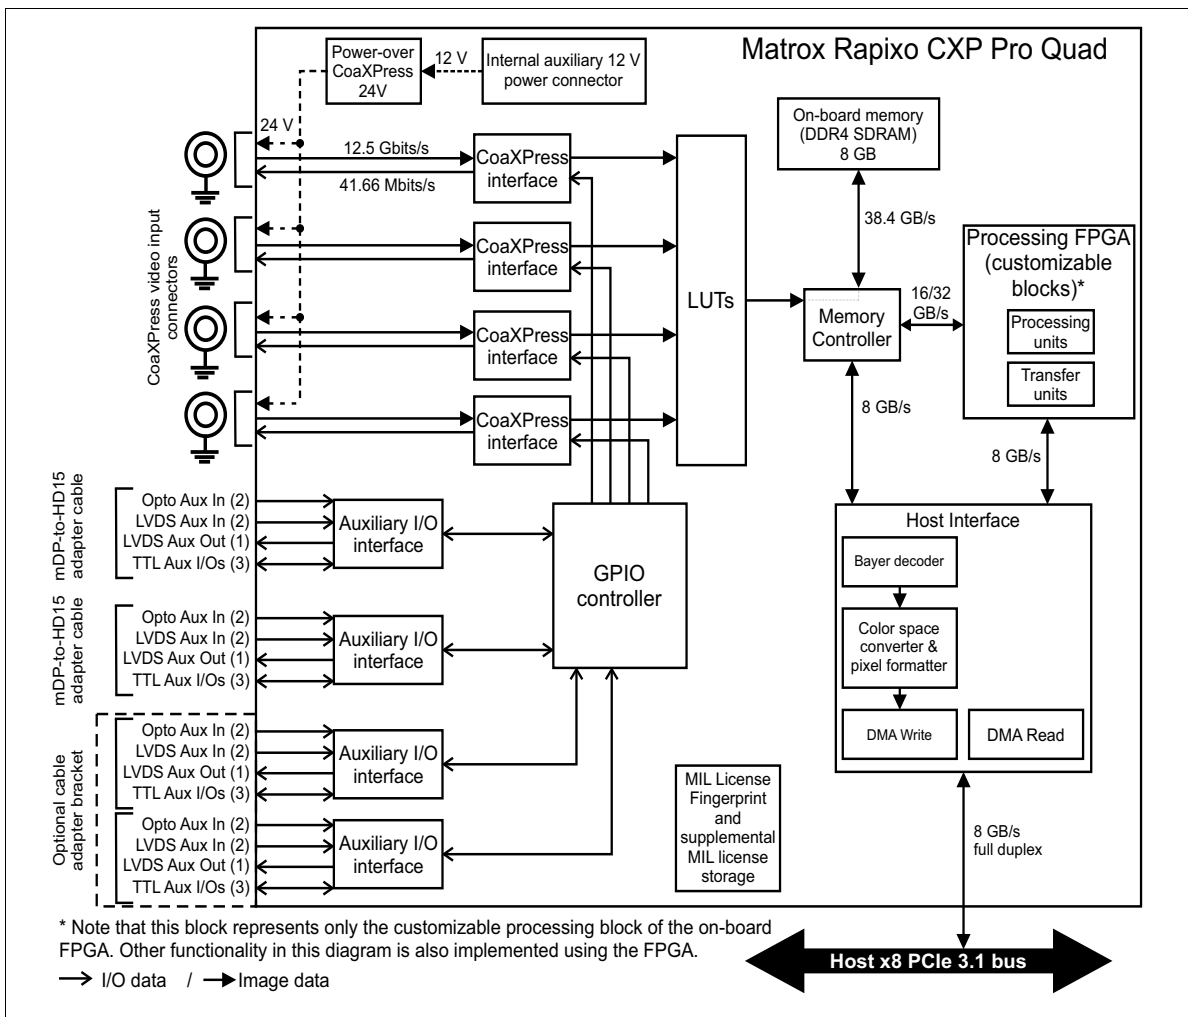 Matrox Rapixo CXP Pro Quad
Power-over
CoaXPress
24V
12 V
Internal auxiliary 12 V
power connector
24 V
12.5 Gbits/s
41.66 Mbits/s
CoaXPress
interface
CoaXPress
interface
CoaXPress
interface
CoaXPress
interface
CoaXPress video input
connectors
LUTs
On-board memory
(DDR4 SDRAM)
8 GB
38.4 GB/s
Memory
Controller
16/32
GB/s
Processing FPGA
(customizable
blocks)*
Processing
units
Transfer
units
8 GB/s
8 GB/s
mDP-to-HD15
adapter cable
Opto Aux In (2)
LVDS Aux In (2)
LVDS Aux Out (1)
TTL Aux I/Os (3)
Auxiliary I/O
interface
mDP-to-HD15
adapter cable
Opto Aux In (2)
LVDS Aux In (2)
LVDS Aux Out (1)
TTL Aux I/Os (3)
Auxiliary I/O
interface
Optional cable
adapter bracket
Opto Aux In (2)
LVDS Aux In (2)
LVDS Aux Out (1)
TTL Aux I/Os (3)
Auxiliary I/O
interface
Opto Aux In (2)
LVDS Aux In (2)
LVDS Aux Out (1)
TTL Aux I/Os (3)
Auxiliary I/O
interface
GPIO
controller
Host Interface
Bayer decoder
Color space
converter &
pixel formatter
DMA Write
DMA Read
MIL License
Fingerprint
and
supplemental
MIL license
storage
8 GB/s
full duplex
* Note that this block represents only the customizable processing block of the on-board
FPGA. Other functionality in this diagram is also implemented using the FPGA.
I/O data / Image data
Host x8 PCIe 3.1 bus